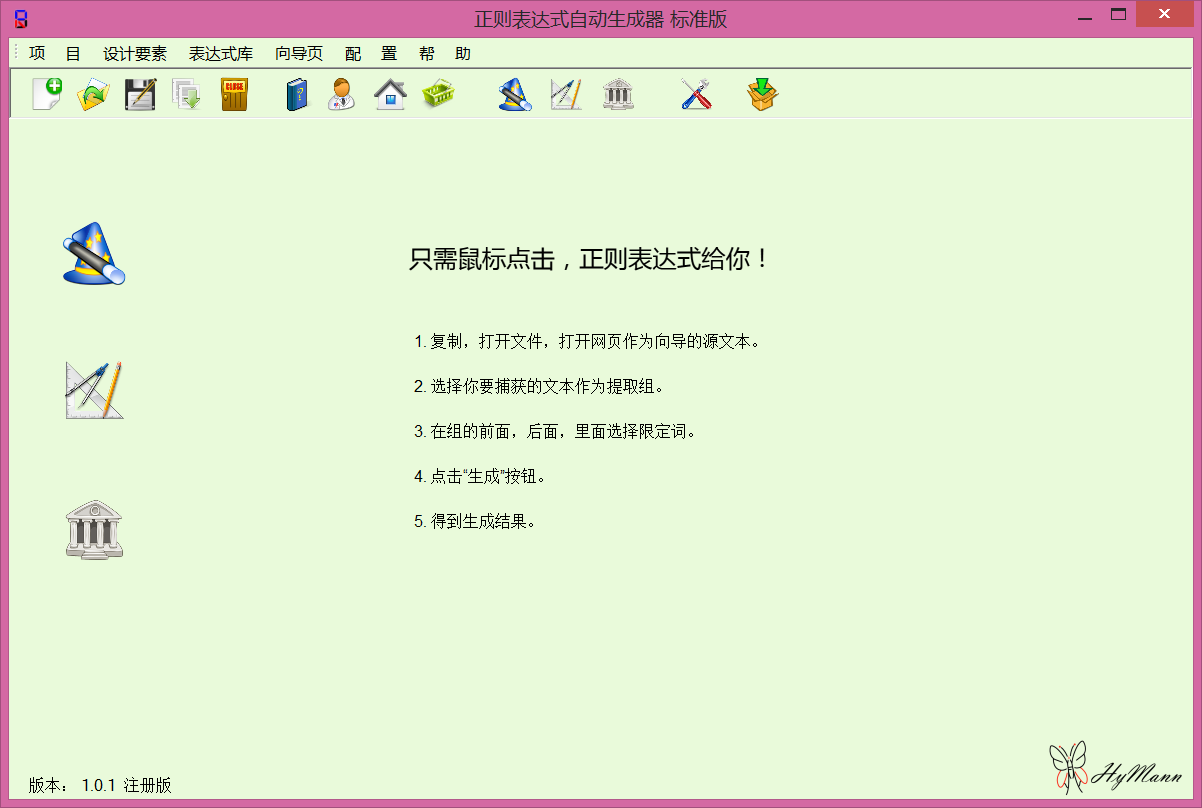 正则表达式自动生成器 标准版
项 目 设计要素 表达式库 向导页 配 置 帮 助
CLOSE
只需鼠标点击，正则表达式给你！
1. 复制，打开文件，打开网页作为向导的源文本。
2. 选择你要捕获的文本作为提取组。
3. 在组的前面，后面，里面选择限定词。
4. 点击“生成”按钮。
5. 得到生成结果。
版本： 1.0.1 注册版
HyMann